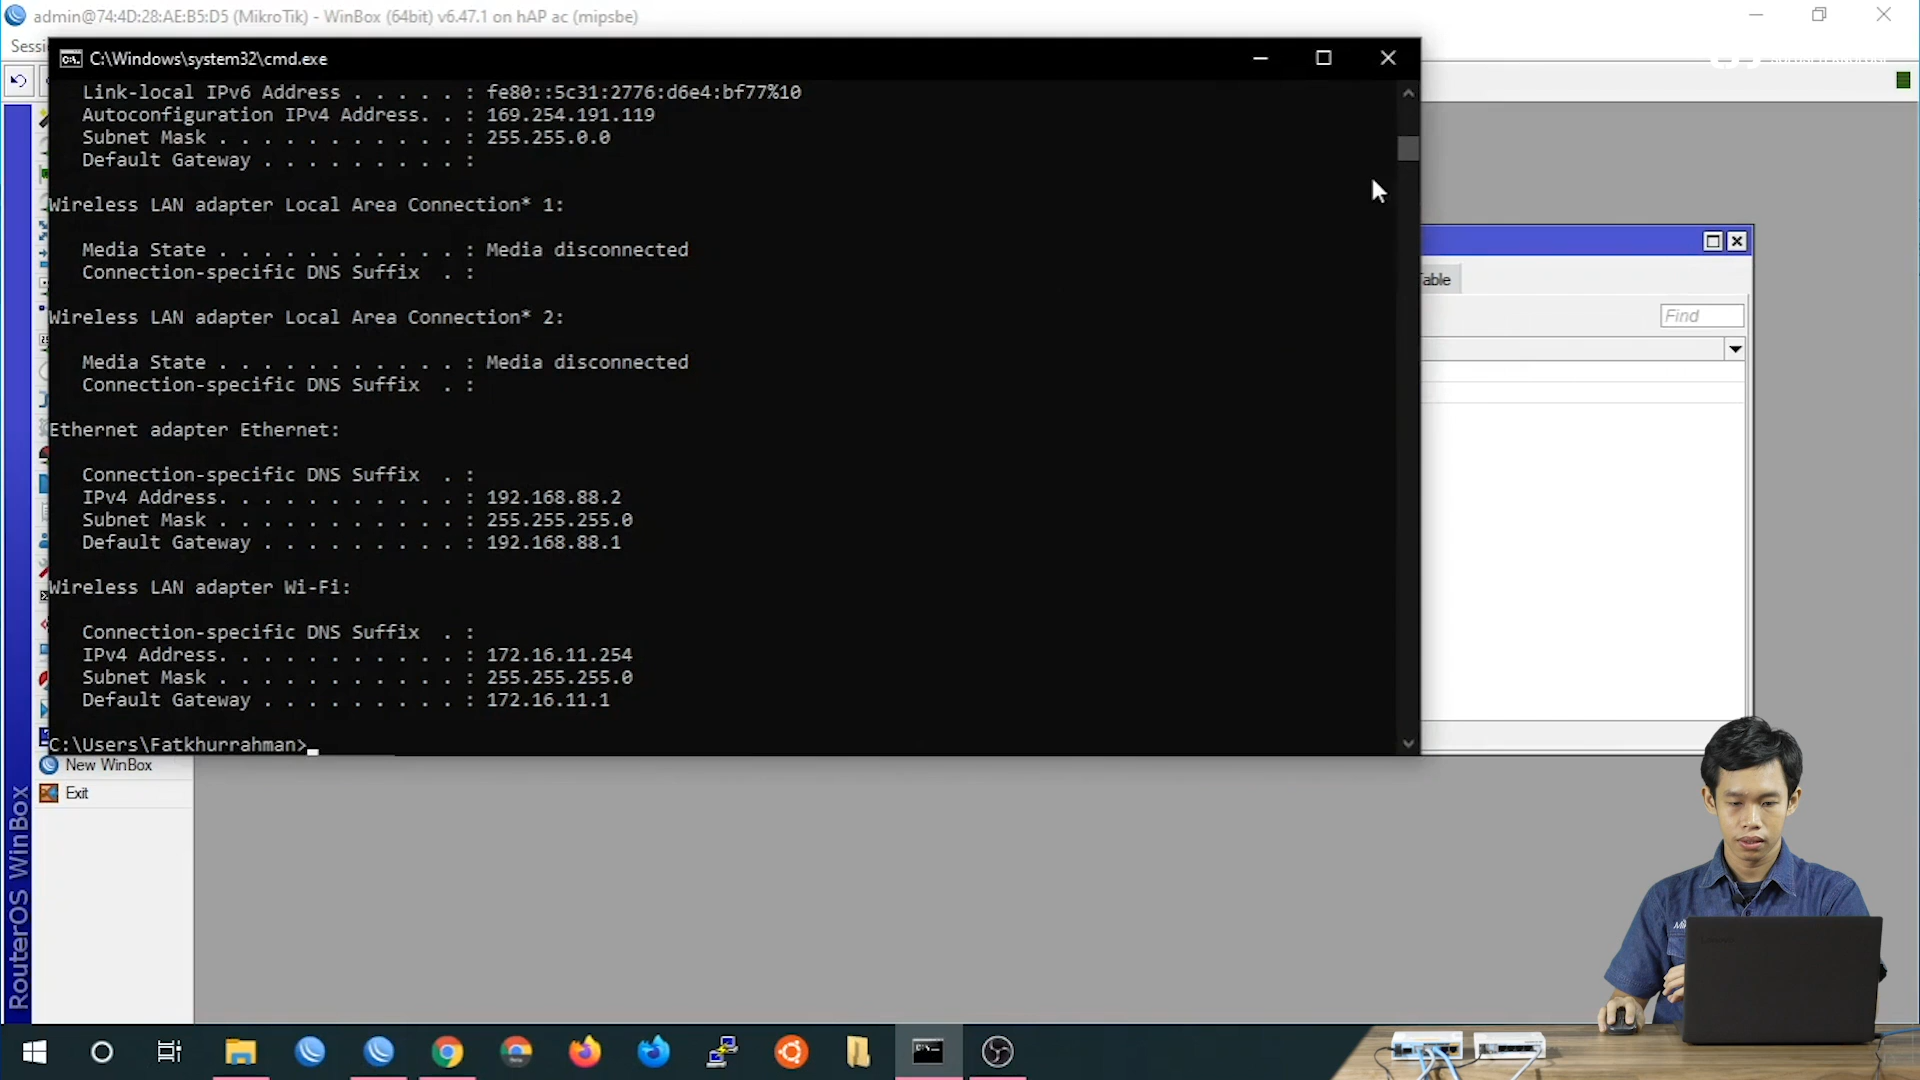 admin@74:4D:28:AE:B5:D5 (MikroTik) - WinBox (64bit) v6.47.1 on hAP ac (mipsbe)
C:\Windows\system32\cmd.exe
Link-local IPv6 Address . . . . . : fe80::5c31:2776:d6e4:bf77%10
Autoconfiguration IPv4 Address. . : 169.254.191.119
Subnet Mask . . . . . . . . . . . : 255.255.0.0
Default Gateway . . . . . . . . . :
Wireless LAN adapter Local Area Connection* 1:
Media State . . . . . . . . . . . : Media disconnected
Connection-specific DNS Suffix  . :
Wireless LAN adapter Local Area Connection* 2:
Media State . . . . . . . . . . . : Media disconnected
Connection-specific DNS Suffix  . :
Ethernet adapter Ethernet:
Connection-specific DNS Suffix  . :
IPv4 Address. . . . . . . . . . . : 192.168.88.2
Subnet Mask . . . . . . . . . . . : 255.255.255.0
Default Gateway . . . . . . . . . : 192.168.88.1
Wireless LAN adapter Wi-Fi:
Connection-specific DNS Suffix  . :
IPv4 Address. . . . . . . . . . . : 172.16.11.254
Subnet Mask . . . . . . . . . . . : 255.255.255.0
Default Gateway . . . . . . . . . : 172.16.11.1
C:\Users\Fatkhurrahman>
Find
New WinBox
Exit
RouterOS WinBox